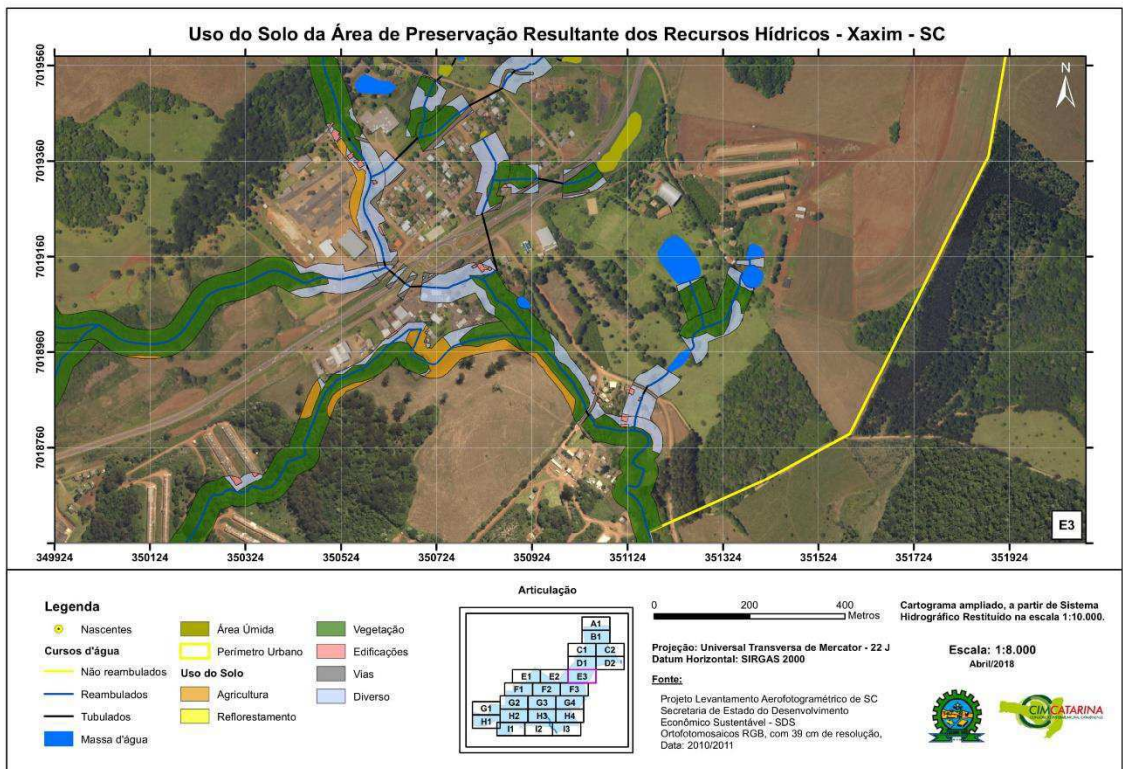 Uso do Solo da Área de Preservação Resultante dos Recursos Hídricos - Xaxim - SC
N
7019560
7019360
7019160
7018960
7018760
E3
349924 350124 350324 350524 350724 350924 351124 351324 351524 351724 351924
Legenda
Nascentes
Cursos d'água
Não reambulados
Reambulados
Tubulados
Massa d'água
Área Úmida
Perímetro Urbano
Uso do Solo
Agricultura
Reflorestamento
Vegetação
Edificações
Vias
Diverso
Articulação
A1
B1
C1 C2
D1 D2
E1 E2 E3
F1 F2 F3
G1 G2 G3 G4
H1 H2 H3 H4
I1 I2 I3
0 200 400
Metros
Projeção: Universal Transversa de Mercator - 22 J
Datum Horizontal: SIRGAS 2000
Fonte:
Projeto Levantamento Aerofotogramétrico de SC
Secretaria de Estado do Desenvolvimento
Econômico Sustentável - SDS
Ortofotomosaicos RGB, com 39 cm de resolução,
Data: 2010/2011
Cartograma ampliado, a partir de Sistema
Hidrográfico Restituído na escala 1:10.000.
Escala: 1:8.000
Abril/2018
CIMCATARINA